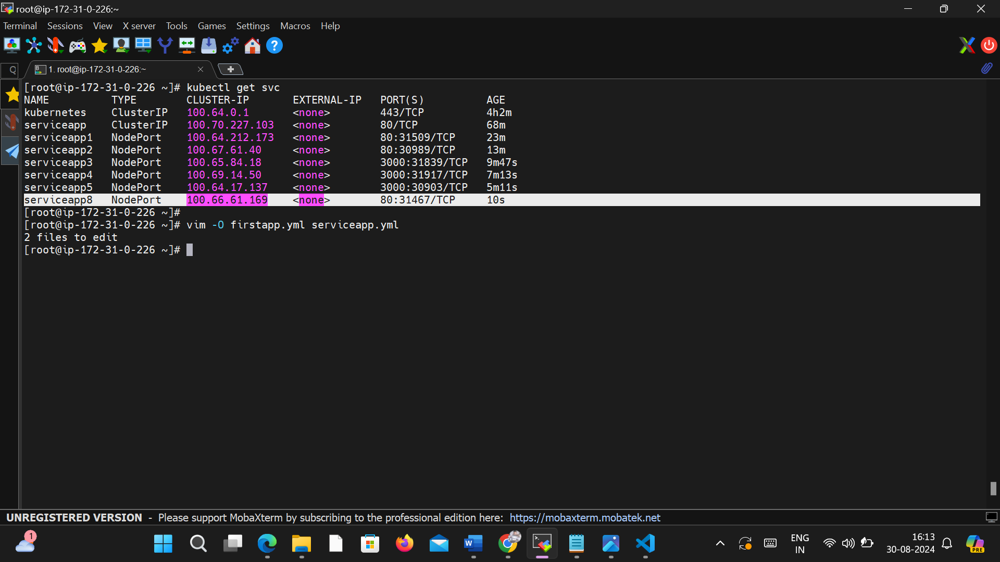 root@ip-172-31-0-226:~
Terminal Sessions View X server Tools Games Settings Macros Help
1. root@ip-172-31-0-226:~
[root@ip-172-31-0-226 ~]# kubectl get svc
NAME TYPE CLUSTER-IP EXTERNAL-IP PORT(S) AGE
kubernetes ClusterIP 100.64.0.1 <none> 443/TCP 4h2m
serviceapp ClusterIP 100.70.227.103 <none> 80/TCP 68m
serviceapp1 NodePort 100.64.212.173 <none> 80:31509/TCP 23m
serviceapp2 NodePort 100.67.61.40 <none> 80:30989/TCP 13m
serviceapp3 NodePort 100.65.84.18 <none> 3000:31839/TCP 9m47s
serviceapp4 NodePort 100.69.14.50 <none> 3000:31917/TCP 7m13s
serviceapp5 NodePort 100.64.17.137 <none> 3000:30903/TCP 5m11s
serviceapp8 NodePort 100.66.61.169 <none> 80:31467/TCP 10s
[root@ip-172-31-0-226 ~]#
[root@ip-172-31-0-226 ~]# vim -O firstapp.yml serviceapp.yml
2 files to edit
[root@ip-172-31-0-226 ~]#
UNREGISTERED VERSION - Please support MobaXterm by subscribing to the professional edition here: https://mobaxterm.mobatek.net
1
W
ENG
IN
16:13
30-08-2024
PRE